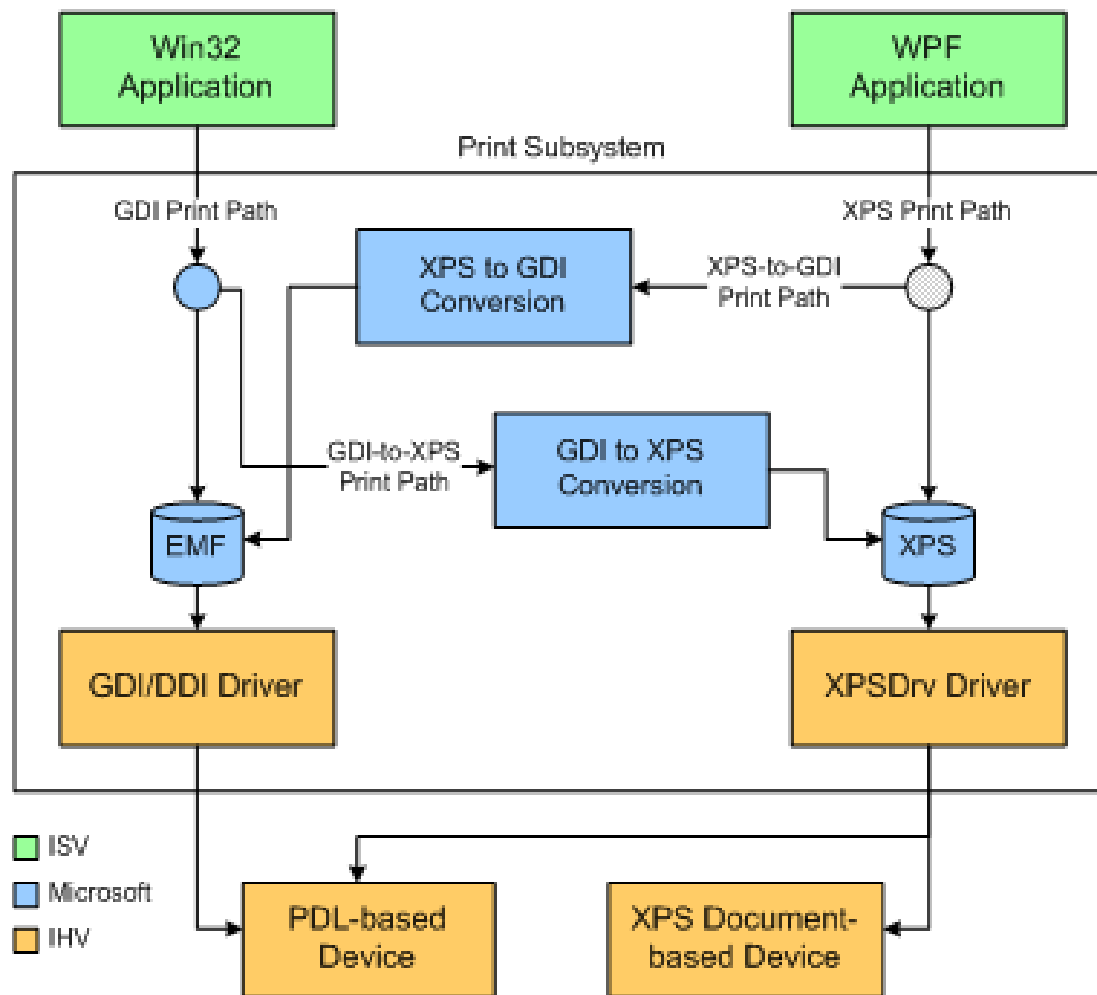 Win32
Application
WPF
Application
Print Subsystem
GDI Print Path
XPS Print Path
XPS to GDI
Conversion
XPS-to-GDI
Print Path
GDI-to-XPS
Print Path
GDI to XPS
Conversion
EMF
XPS
GDI/DDI Driver
XPSDrv Driver
ISV
Microsoft
IHV
PDL-based
Device
XPS Document-
based Device